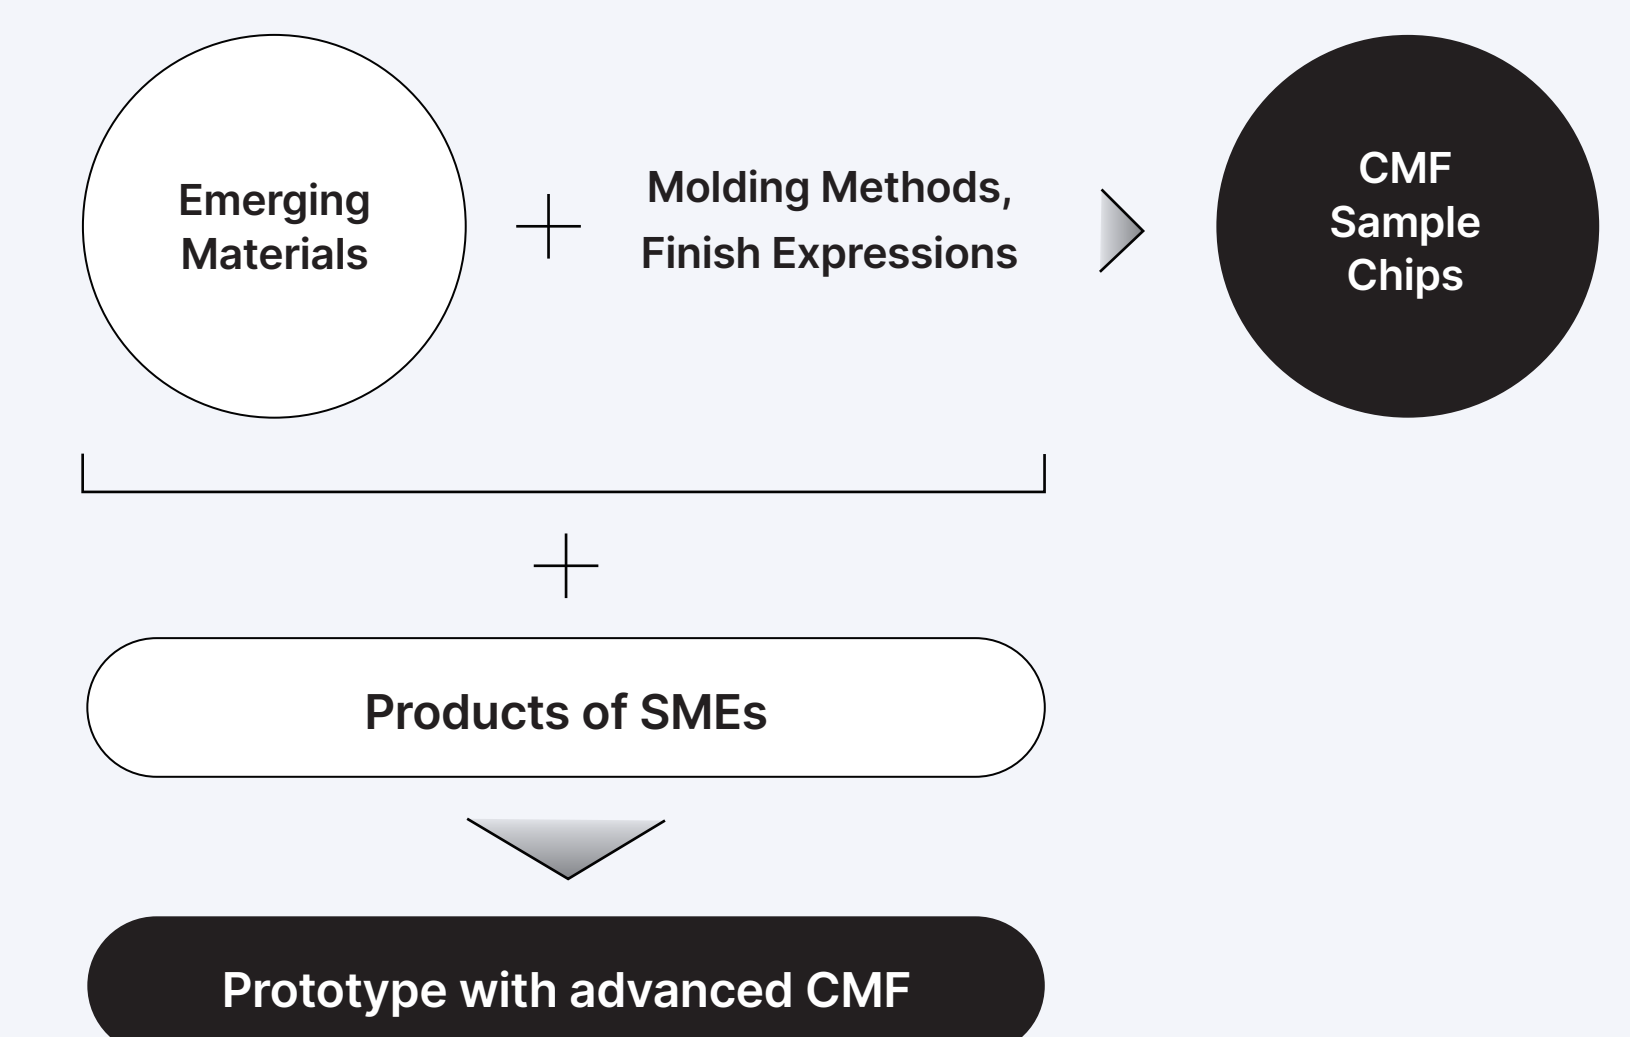 Emerging
Materials
Molding Methods,
Finish Expressions
CMF
Sample
Chips
Products of SMEs
Prototype with advanced CMF